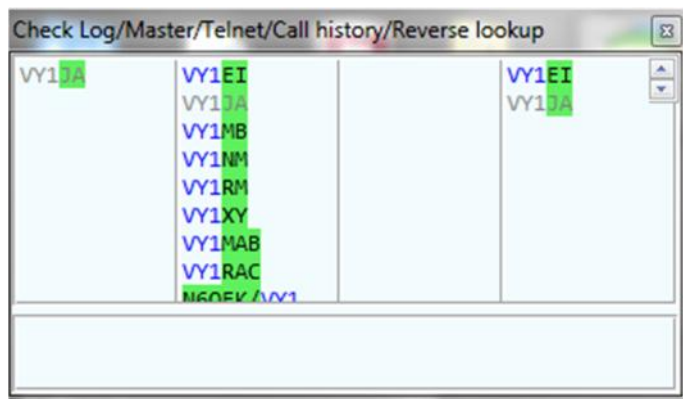 Check Log/Master/Telnet/Call history/Reverse lookup
VY1JA
VY1EI
VY1JA
VY1MB
VY1NM
VY1RM
VY1XY
VY1MAB
VY1RAC
VY1EI
VY1JA